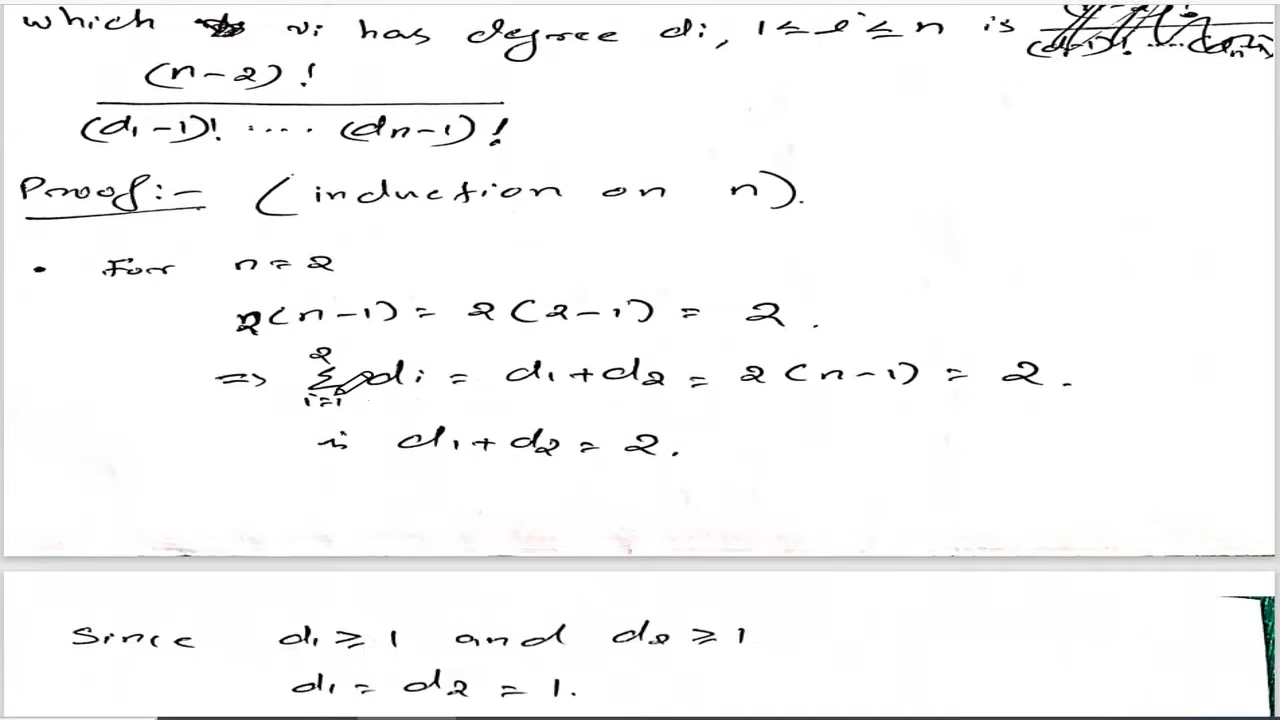 which vi has degree di, 1 ≤ i ≤ n is
(n-2)!
(d1-1)! .... (dn-1)!
Proof:- (induction on n).
• For n = 2
2(n-1) = 2(2-1) = 2.
⇒ 2∑i=1 di = d1+d2 = 2(n-1) = 2.
is d1+d2 = 2.
Since d1 ≥ 1 and d2 ≥ 1
d1 = d2 = 1.